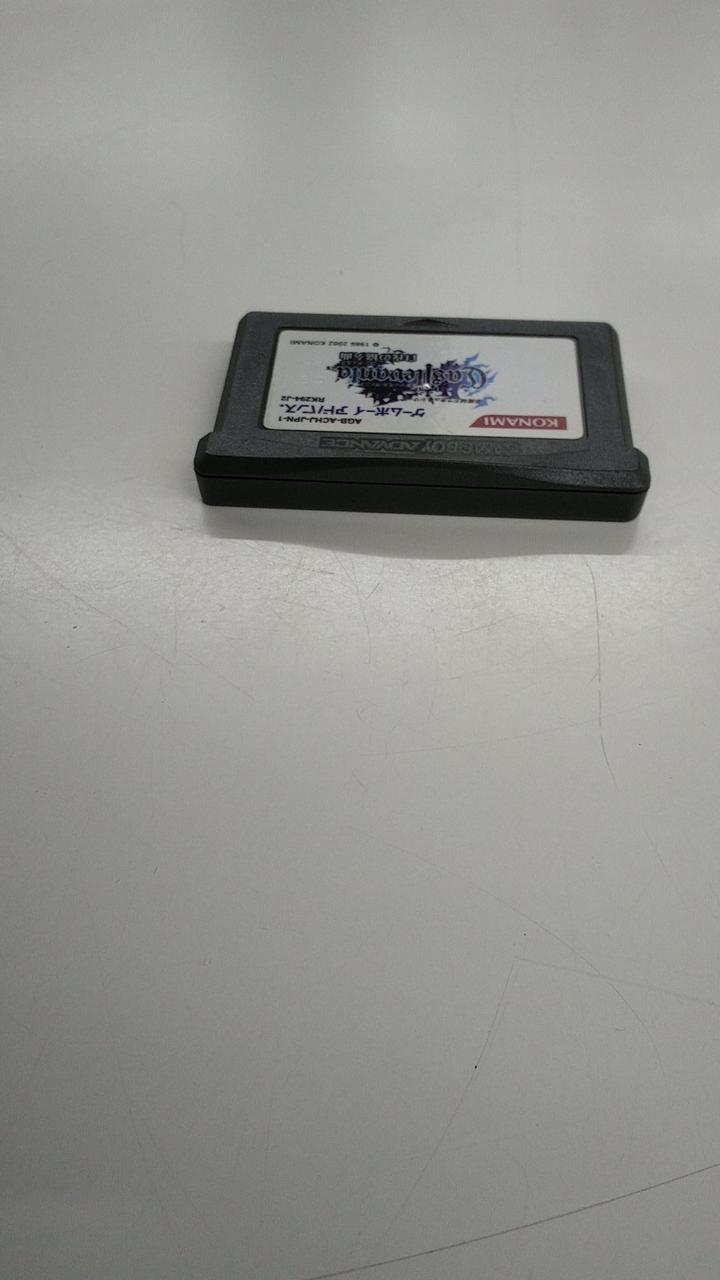 GAME BOY ADVANCE
KONAMI
ゲームボーイアドバンス。
AGB-ACHJ-JPN-1
RK294-J2
Castlevania
白夜の協奏曲
© 1986 2002 KONAMI